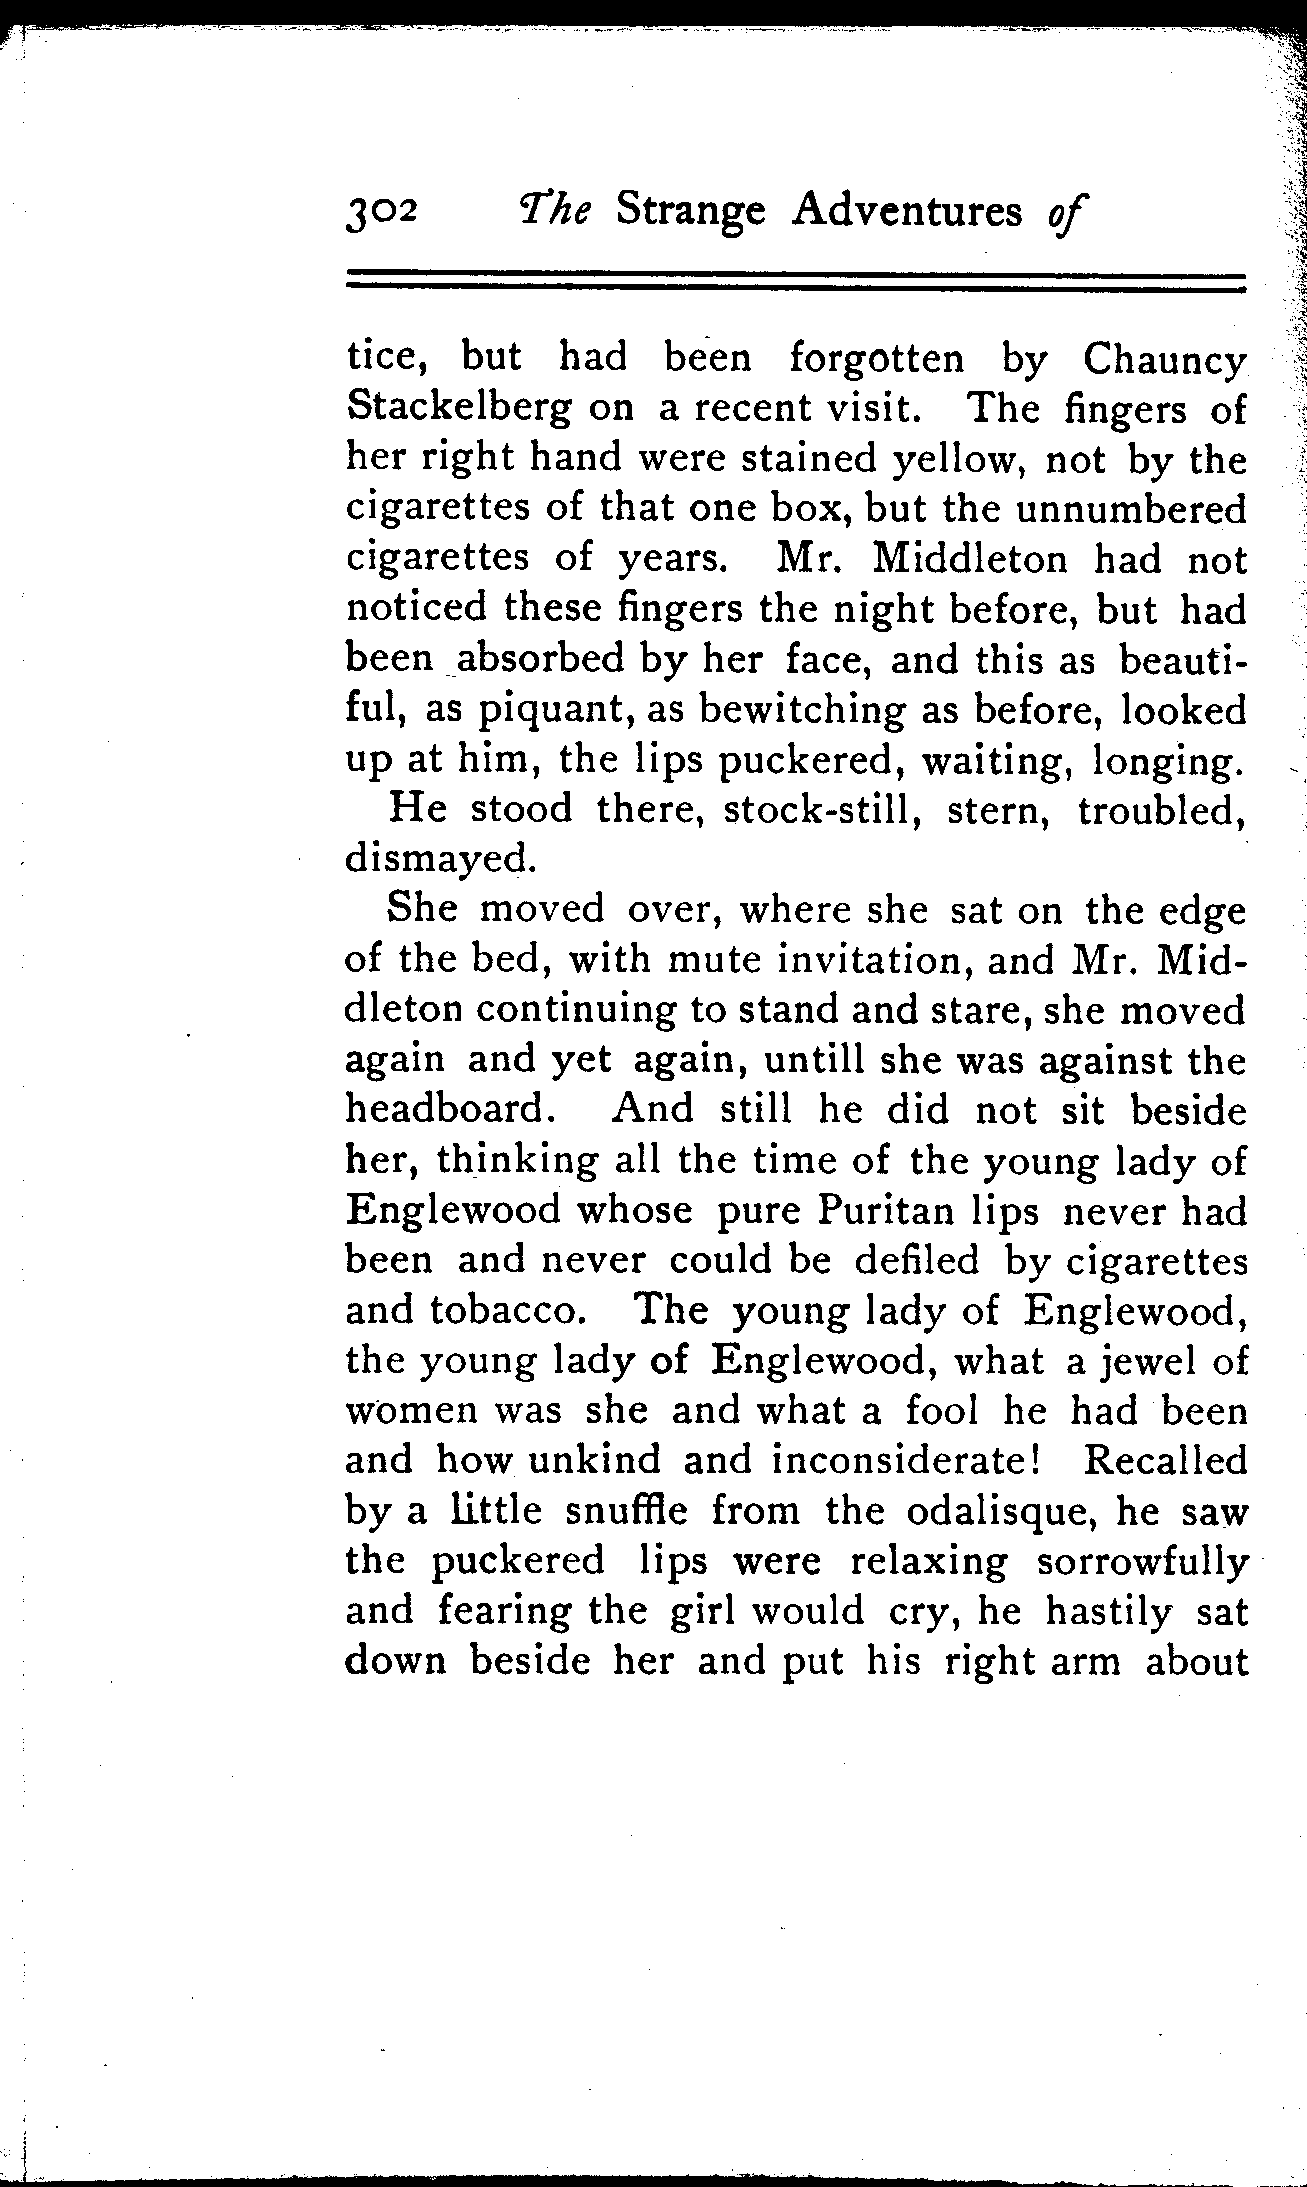 302 The Strange Adventures of
tice, but had been forgotten by Chauncy
Stackelberg on a recent visit. The fingers of
her right hand were stained yellow, not by the
cigarettes of that one box, but the unnumbered
cigarettes of years. Mr. Middleton had not
noticed these fingers the night before, but had
been absorbed by her face, and this as beauti-
ful, as piquant, as bewitching as before, looked
up at him, the lips puckered, waiting, longing.
He stood there, stock-still, stern, troubled,
dismayed.
She moved over, where she sat on the edge
of the bed, with mute invitation, and Mr. Mid-
dleton continuing to stand and stare, she moved
again and yet again, untill she was against the
headboard. And still he did not sit beside
her, thinking all the time of the young lady of
Englewood whose pure Puritan lips never had
been and never could be defiled by cigarettes
and tobacco. The young lady of Englewood,
the young lady of Englewood, what a jewel of
women was she and what a fool he had been
and how unkind and inconsiderate! Recalled
by a little snuffle from the odalisque, he saw
the puckered lips were relaxing sorrowfully
and fearing the girl would cry, he hastily sat
down beside her and put his right arm about